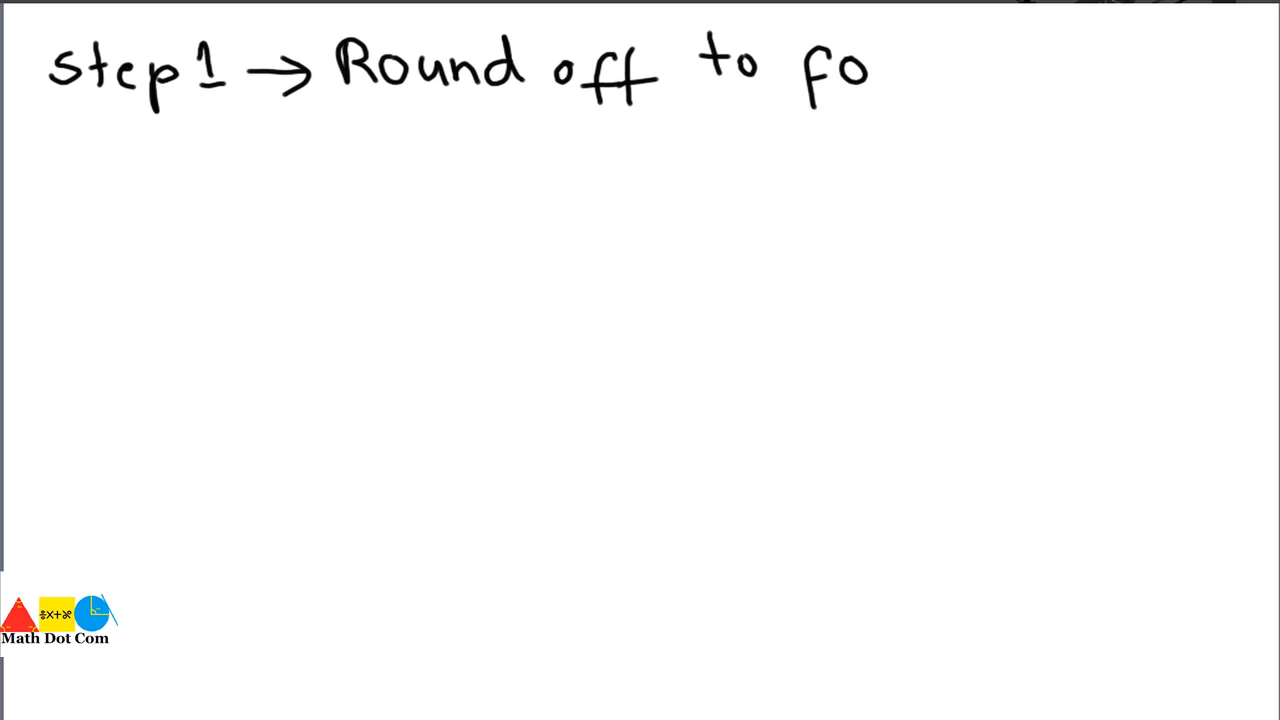 step 1 → Round off to fo
÷×+√
Math Dot Com